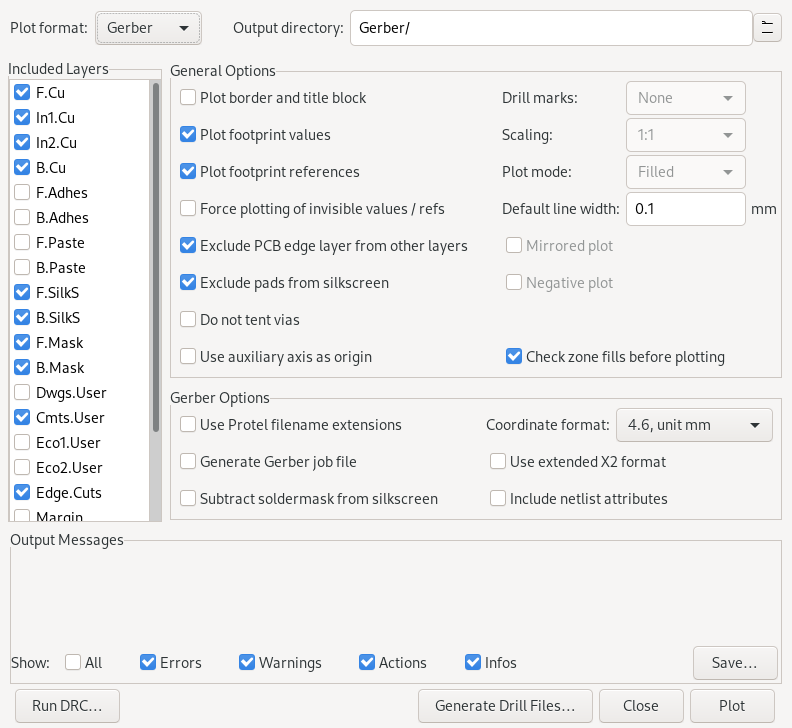 Plot format: Gerber Output directory: Gerber/
Included Layers
F.Cu
In1.Cu
In2.Cu
B.Cu
F.Adhes
B.Adhes
F.Paste
B.Paste
F.SilkS
B.SilkS
F.Mask
B.Mask
Dwgs.User
Cmts.User
Eco1.User
Eco2.User
Edge.Cuts
Margin
General Options
Plot border and title block Drill marks: None
Plot footprint values Scaling: 1:1
Plot footprint references Plot mode: Filled
Force plotting of invisible values / refs Default line width: 0.1 mm
Exclude PCB edge layer from other layers Mirrored plot
Exclude pads from silkscreen Negative plot
Do not tent vias
Use auxiliary axis as origin Check zone fills before plotting
Gerber Options
Use Protel filename extensions Coordinate format: 4.6, unit mm
Generate Gerber job file Use extended X2 format
Subtract soldermask from silkscreen Include netlist attributes
Output Messages
Show: All Errors Warnings Actions Infos Save...
Run DRC... Generate Drill Files... Close Plot